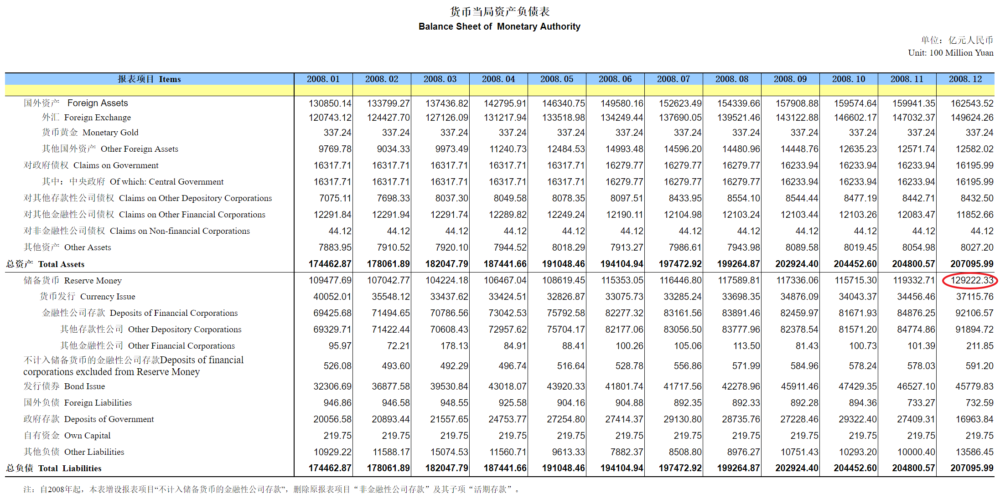 货币当局资产负债表
Balance Sheet of Monetary Authority
单位：亿元人民币
Unit: 100 Million Yuan
报表项目 Items 2008.01 2008.02 2008.03 2008.04 2008.05 2008.06 2008.07 2008.08 2008.09 2008.10 2008.11 2008.12
国外资产 Foreign Assets 130850.14 133799.27 137436.82 142795.91 146340.75 149580.16 152623.49 154339.66 157908.88 159574.64 159941.35 162543.52
外汇 Foreign Exchange 120743.12 124427.70 127126.09 131217.94 133518.98 134249.44 137690.05 139521.46 143122.88 146602.17 147032.37 149624.26
货币黄金 Monetary Gold 337.24 337.24 337.24 337.24 337.24 337.24 337.24 337.24 337.24 337.24 337.24 337.24
其他国外资产 Other Foreign Assets 9769.78 9034.33 9973.49 11240.73 12484.53 14993.48 14596.20 14480.96 14448.76 12635.23 12571.74 12582.02
对政府债权 Claims on Government 16317.71 16317.71 16317.71 16317.71 16317.71 16279.77 16279.77 16279.77 16233.94 16233.94 16233.94 16195.99
其中：中央政府 Of which: Central Government 16317.71 16317.71 16317.71 16317.71 16317.71 16279.77 16279.77 16279.77 16233.94 16233.94 16233.94 16195.99
对其他存款性公司债权 Claims on Other Depository Corporations 7075.11 7698.33 8037.30 8049.58 8078.35 8097.51 8433.95 8554.10 8544.44 8477.19 8442.71 8432.50
对其他金融性公司债权 Claims on Other Financial Corporations 12291.84 12291.94 12291.74 12289.82 12249.24 12190.11 12104.98 12103.24 12103.44 12103.26 12083.47 11852.66
对非金融性公司债权 Claims on Non-financial Corporations 44.12 44.12 44.12 44.12 44.12 44.12 44.12 44.12 44.12 44.12 44.12 44.12
其他资产 Other Assets 7883.95 7910.52 7920.10 7944.52 8018.29 7913.27 7986.61 7943.98 8089.58 8019.45 8054.98 8027.20
总资产 Total Assets 174462.87 178061.89 182047.79 187441.66 191048.46 194104.94 197472.92 199264.87 202924.40 204452.60 204800.57 207095.99
储备货币 Reserve Money 109477.69 107042.77 104224.18 106467.04 108619.45 115353.05 116446.80 117589.81 117336.06 115715.30 119332.71 129222.33
货币发行 Currency Issue 40052.01 35548.12 33437.62 33424.51 32826.87 33075.73 33285.24 33698.35 34876.09 34043.37 34456.46 37115.76
金融性公司存款 Deposits of Financial Corporations 69425.68 71494.65 70786.56 73042.53 75792.58 82277.32 83161.56 83891.46 82459.97 81671.93 84876.25 92106.57
其他存款性公司 Other Depository Corporations 69329.71 71422.44 70608.43 72957.62 75704.17 82177.06 83056.50 83777.96 82378.54 81571.20 84774.86 91894.72
其他金融性公司 Other Financial Corporations 95.97 72.21 178.13 84.91 88.41 100.26 105.06 113.50 81.43 100.73 101.39 211.85
不计入储备货币的金融性公司存款Deposits of financial
corporations excluded from Reserve Money 526.08 493.60 492.29 496.74 516.64 528.78 556.86 571.99 584.96 578.24 578.03 591.20
发行债券 Bond Issue 32306.69 36877.58 39530.84 43018.07 43920.33 41801.74 41717.56 42278.96 45911.46 47429.35 46527.10 45779.83
国外负债 Foreign Liabilities 946.86 946.58 948.55 925.58 904.16 904.88 892.35 892.33 892.28 894.36 733.27 732.59
政府存款 Deposits of Government 20056.58 20893.44 21557.65 24753.77 27254.80 27414.37 29130.80 28735.76 27228.46 29322.40 27409.31 16963.84
自有资金 Own Capital 219.75 219.75 219.75 219.75 219.75 219.75 219.75 219.75 219.75 219.75 219.75 219.75
其他负债 Other Liabilities 10929.22 11588.17 15074.53 11560.71 9613.33 7882.37 8508.80 8976.27 10751.43 10293.20 10000.40 13586.45
总负债 Total Liabilities 174462.87 178061.89 182047.79 187441.66 191048.46 194104.94 197472.92 199264.87 202924.40 204452.60 204800.57 207095.99
注：自2008年起，本表增设报表项目“不计入储备货币的金融性公司存款”，删除原报表项目“非金融性公司存款”及其子项“活期存款”。